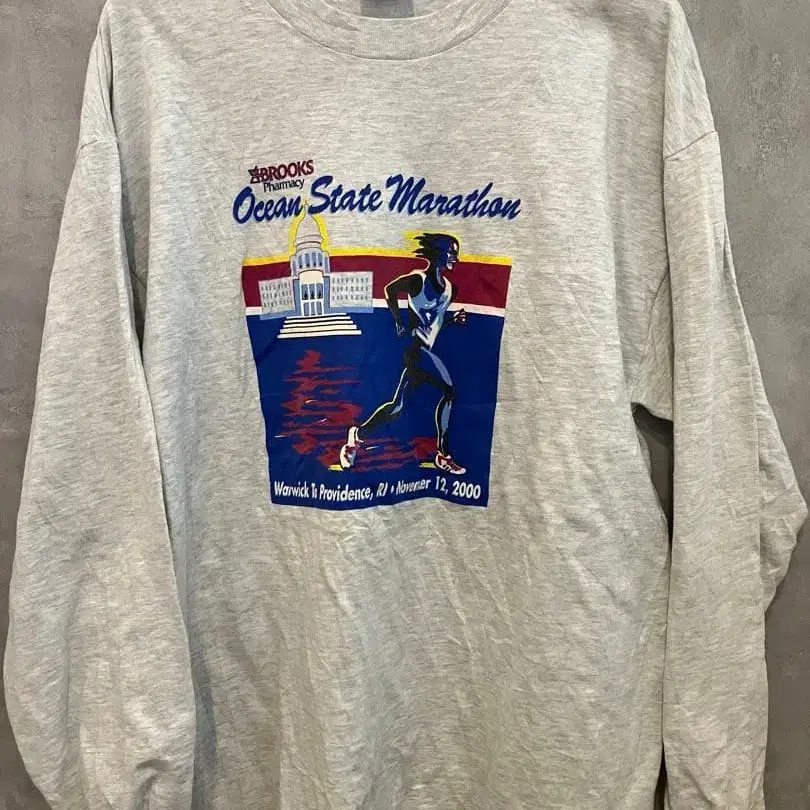 BROOKS
Pharmacy
Ocean State Marathon
Warwick To Providence, RI • November 12, 2000